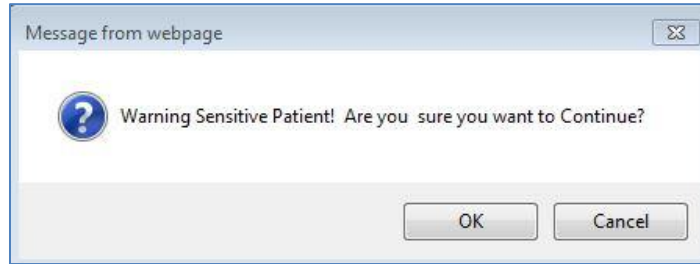 Message from webpage
Warning Sensitive Patient!  Are you  sure you want to Continue?
OK
Cancel